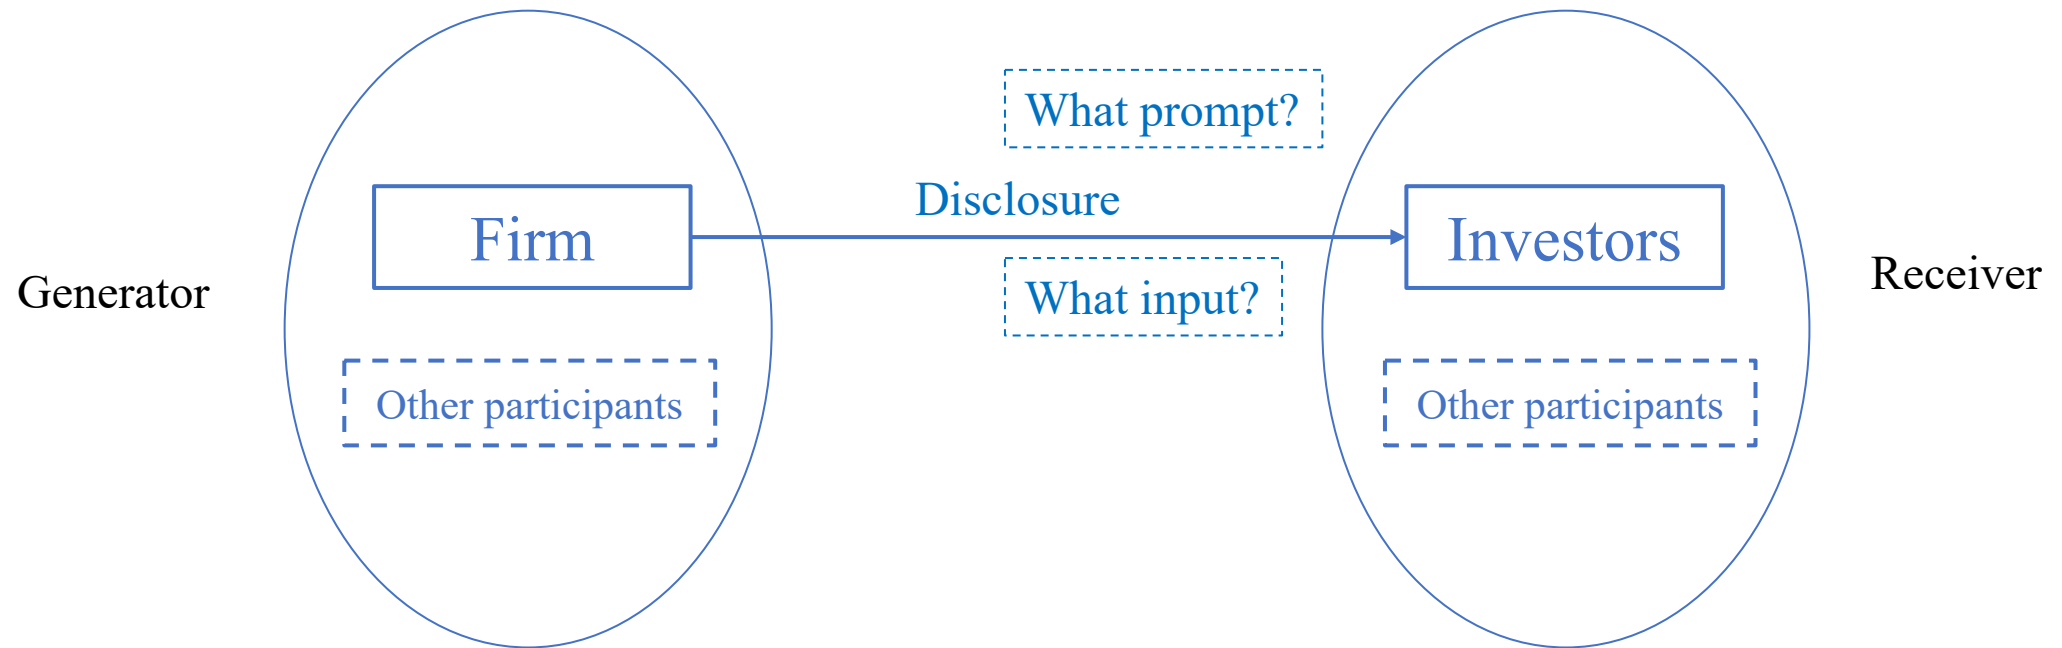 What prompt?
Disclosure
Firm
Investors
Generator
Receiver
What input?
Other participants
Other participants